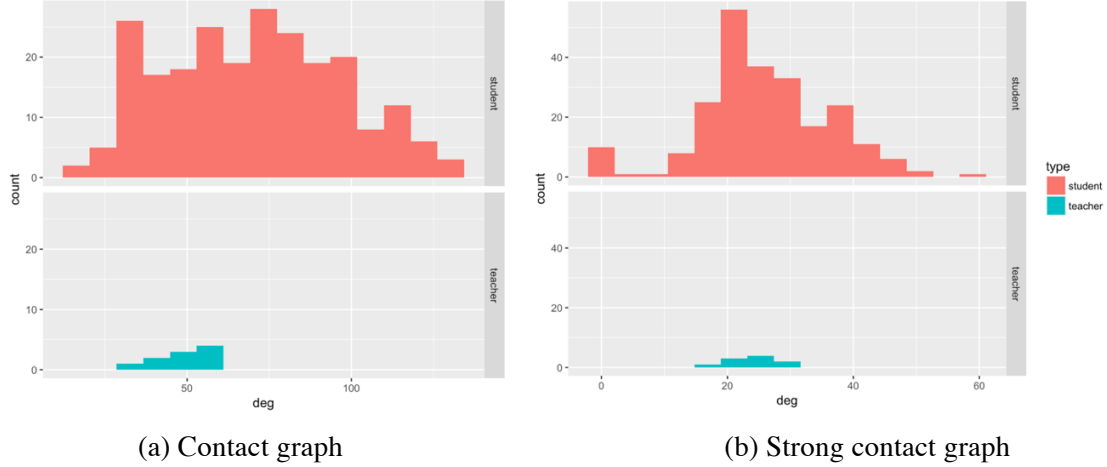 20
10
0
student
20
10
0
teacher
count
50
100
deg
40
20
0
student
40
20
0
teacher
count
0
20
40
60
deg
type
student
teacher
(a) Contact graph
(b) Strong contact graph